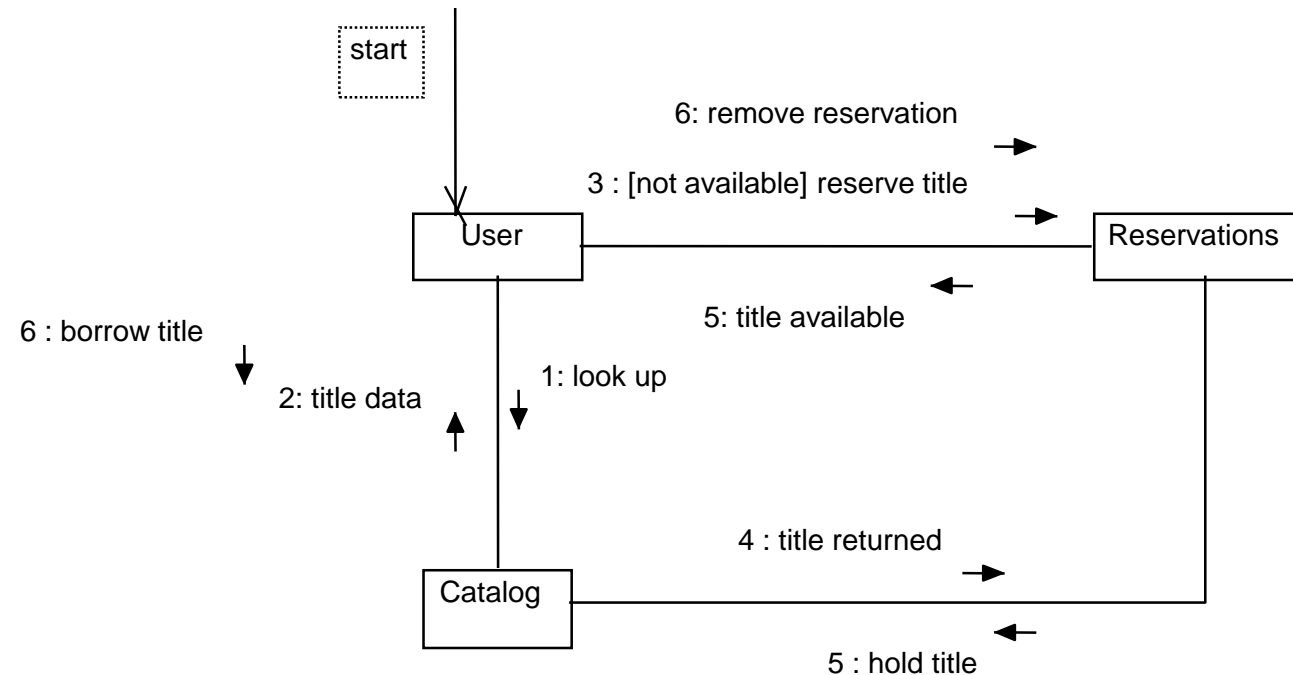 start
6: remove reservation
3 : [not available] reserve title
User
Reservations
5: title available
6 : borrow title
1: look up
2: title data
4 : title returned
Catalog
5 : hold title